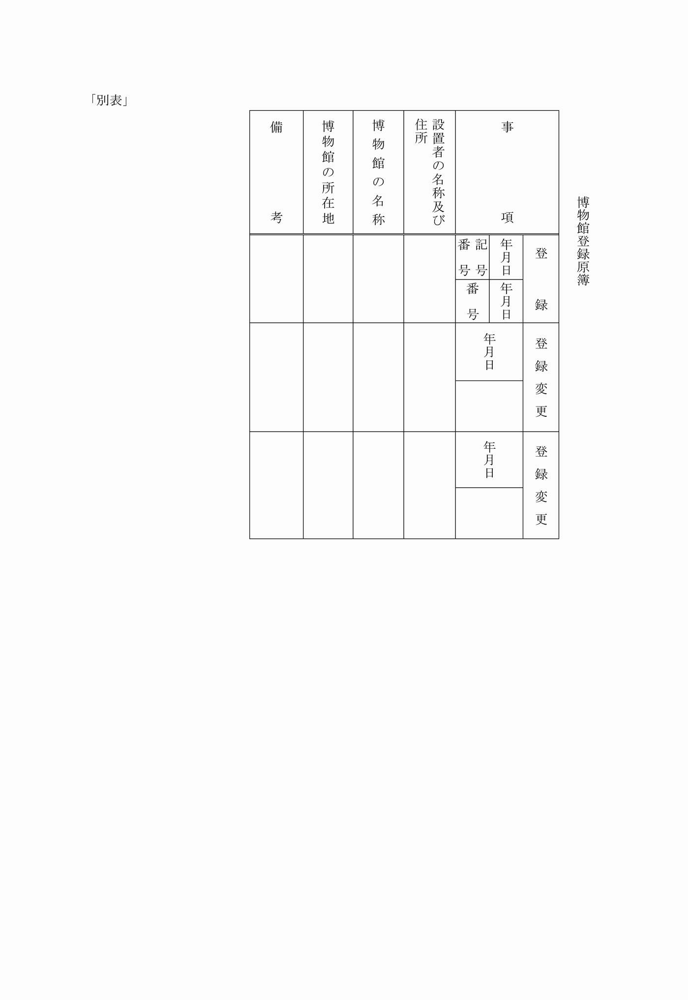 「別表」
博物館登録原簿
事項
登録
年月日
年月日
記号
番号
番号
登録変更
年月日
登録変更
年月日
設置者の名称及び
住所
博物館の名称
博物館の所在地
備考